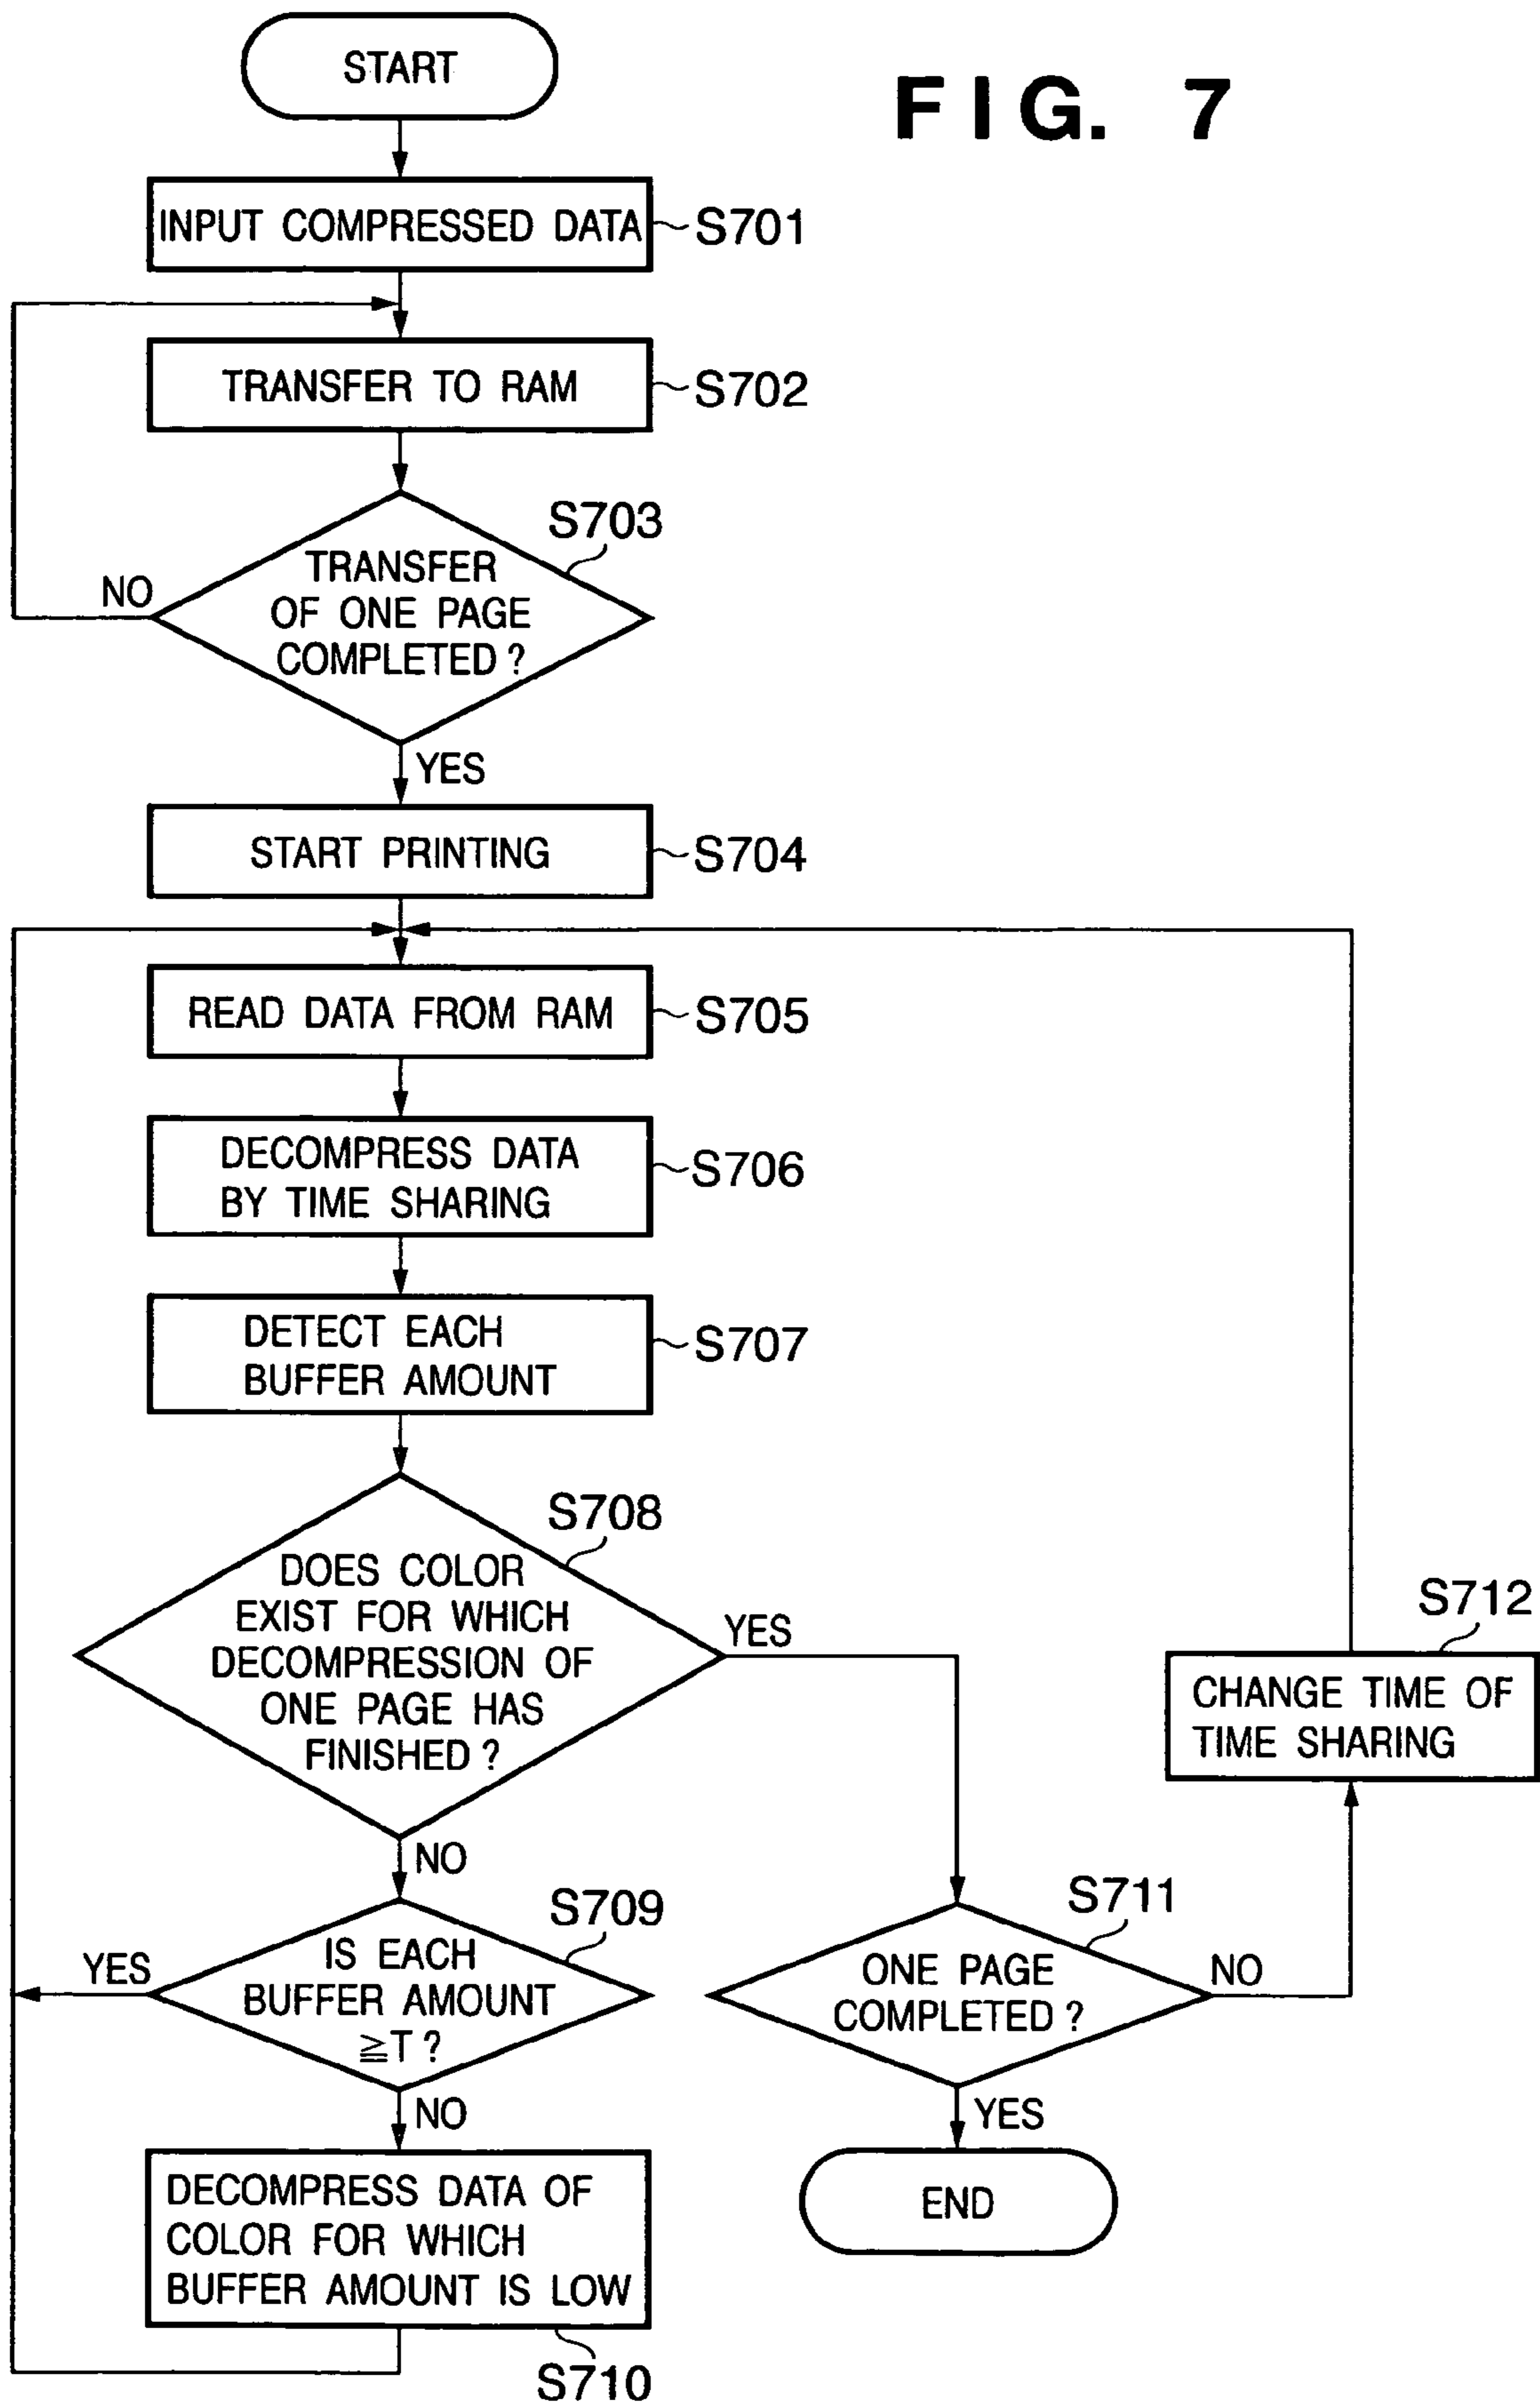 START
FIG. 7
INPUT COMPRESSED DATA
S701
TRANSFER TO RAM
S702
S703
TRANSFER
OF ONE PAGE
COMPLETED ?
NO
YES
START PRINTING
S704
READ DATA FROM RAM
S705
DECOMPRESS DATA
BY TIME SHARING
S706
DETECT EACH
BUFFER AMOUNT
S707
S708
DOES COLOR
EXIST FOR WHICH
DECOMPRESSION OF
ONE PAGE HAS
FINISHED ?
YES
NO
S712
CHANGE TIME OF
TIME SHARING
S709
IS EACH
BUFFER AMOUNT
≧T ?
YES
NO
S711
ONE PAGE
COMPLETED ?
NO
YES
DECOMPRESS DATA OF
COLOR FOR WHICH
BUFFER AMOUNT IS LOW
S710
END